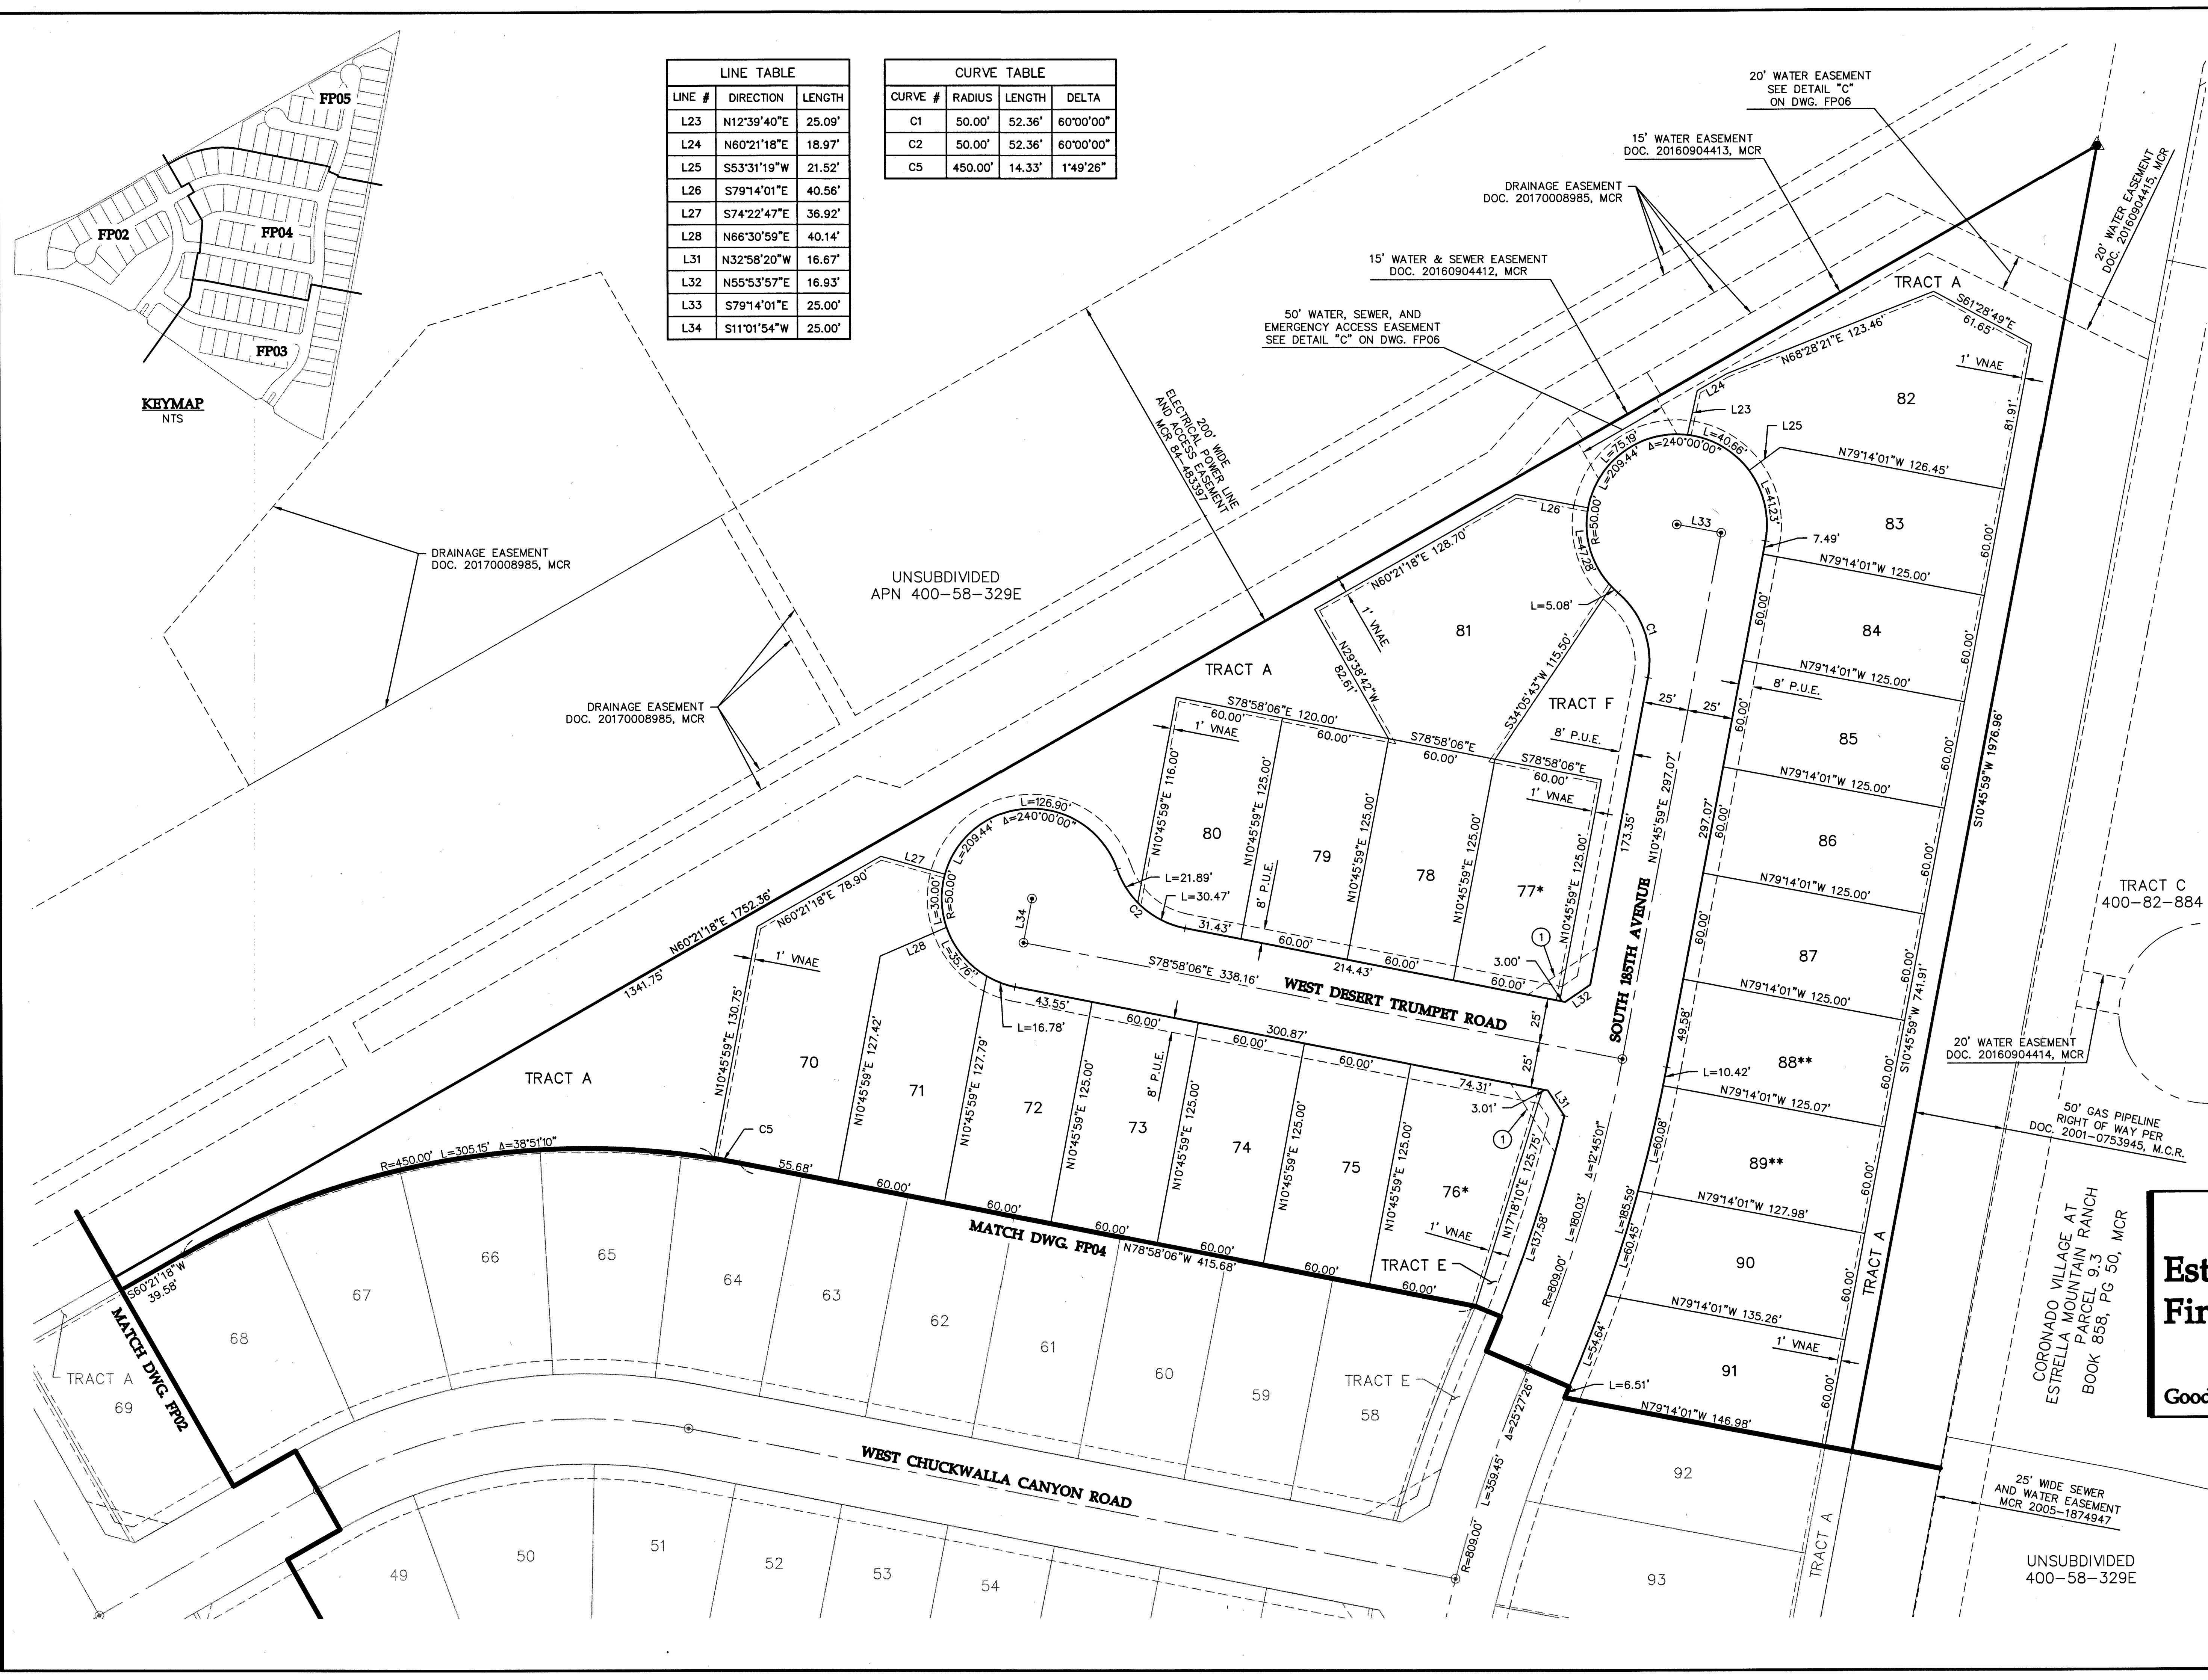 FP05
FP02
FP04
FP03
KEYMAP
NTS
LINE TABLE
LINE # DIRECTION LENGTH
L23 N12°39'40"E 25.09'
L24 N60°21'18"E 18.97'
L25 S53°31'19"W 21.52'
L26 S79°14'01"E 40.56'
L27 S74°22'47"E 36.92'
L28 N66°30'59"E 40.14'
L31 N32°58'20"W 16.67'
L32 N55°53'57"E 16.93'
L33 S79°14'01"E 25.00'
L34 S11°01'54"W 25.00'
CURVE TABLE
CURVE # RADIUS LENGTH DELTA
C1 50.00' 52.36' 60°00'00"
C2 50.00' 52.36' 60°00'00"
C5 450.00' 14.33' 1°49'26"
20' WATER EASEMENT
SEE DETAIL "C"
ON DWG. FP06
15' WATER EASEMENT
DOC. 20160904413, MCR
DRAINAGE EASEMENT
DOC. 20170008985, MCR
15' WATER & SEWER EASEMENT
DOC. 20160904412, MCR
50' WATER, SEWER, AND
EMERGENCY ACCESS EASEMENT
SEE DETAIL "C" ON DWG. FP06
20' WATER EASEMENT
DOC. 20160904415, MCR
200' WIDE
ELECTRICAL POWER LINE
AND ACCESS EASEMENT
MCR 84-483397
DRAINAGE EASEMENT
DOC. 20170008985, MCR
UNSUBDIVIDED
APN 400-58-329E
DRAINAGE EASEMENT
DOC. 20170008985, MCR
TRACT A
S61°28'49"E
61.65'
N68°28'21"E 123.46'
1' VNAE
L24
L23
L25
82
81.91'
L=75.19'
L=40.66'
Δ=240°00'00"
L=209.44'
R=50.00'
L=47.28'
L=41.23'
L33
7.49'
N79°14'01"W 126.45'
83
60.00'
N79°14'01"W 125.00'
84
60.00'
60.00'
N79°14'01"W 125.00'
8' P.U.E.
85
60.00'
60.00'
N79°14'01"W 125.00'
86
60.00'
60.00'
297.07'
N79°14'01"W 125.00'
87
60.00'
60.00'
N79°14'01"W 125.00'
88**
60.00'
49.58'
L=10.42'
N79°14'01"W 125.07'
89**
60.00'
L=60.08'
N79°14'01"W 127.98'
90
60.00'
L=185.59'
L=60.45'
N79°14'01"W 135.26'
1' VNAE
91
60.00'
L=54.64'
L=6.51'
N79°14'01"W 146.98'
S10°45'59"W 1976.96'
S10°45'59"W 741.91'
TRACT A
L26
N60°21'18"E 128.70'
1' VNAE
81
L=5.08'
C1
N29°38'42"W
82.61'
S34°05'43"W 115.50'
TRACT F
25'
25'
8' P.U.E.
173.35'
N10°45'59"E 297.07'
SOUTH 185TH AVENUE
TRACT A
S78°58'06"E 120.00'
60.00'
60.00'
1' VNAE
S78°58'06"E
60.00'
S78°58'06"E
60.00'
1' VNAE
N10°45'59"E 116.00'
80
N10°45'59"E 125.00'
79
N10°45'59"E 125.00'
78
N10°45'59"E 125.00'
77*
N10°45'59"E 125.00'
8' P.U.E.
L=126.90'
Δ=240°00'00"
L=209.44'
R=50.00'
L=30.00'
L=35.76'
L=21.89'
L=30.47'
C2
31.43'
60.00'
214.43'
60.00'
60.00'
3.00'
1
L32
L34
S78°58'06"E 338.16'
WEST DESERT TRUMPET ROAD
25'
25'
L27
L28
N60°21'18"E 78.90'
N60°21'18"E 1752.36'
1341.75'
1' VNAE
L=16.78'
43.55'
60.00'
300.87'
60.00'
60.00'
74.31'
3.01'
1
L31
8' P.U.E.
N10°45'59"E 130.75'
70
N10°45'59"E 127.42'
71
N10°45'59"E 127.79'
72
N10°45'59"E 125.00'
73
N10°45'59"E 125.00'
74
N10°45'59"E 125.00'
75
N10°45'59"E 125.00'
76*
1' VNAE
N17°18'10"E 125.75'
TRACT E
L=137.58'
L=180.03' Δ=12°45'01"
R=809.00'
TRACT A
C5
R=450.00' L=305.15' Δ=38°51'10"
55.68'
60.00'
60.00'
60.00'
60.00'
60.00'
60.00'
MATCH DWG. FP04
N78°58'06"W 415.68'
S60°21'18"W
39.58'
MATCH DWG. FP02
TRACT A
69
68
67
66
65
64
63
62
61
60
59
58
TRACT E
WEST CHUCKWALLA CANYON ROAD
R=809.00' L=359.45' Δ=25°27'26"
49
50
51
52
53
54
92
93
TRACT A
TRACT C
400-82-884
20' WATER EASEMENT
DOC. 20160904414, MCR
50' GAS PIPELINE
RIGHT OF WAY PER
DOC. 2001-0753945, M.C.R.
CORONADO VILLAGE AT
ESTRELLA MOUNTAIN RANCH
PARCEL 9.3
BOOK 858, PG 50, MCR
25' WIDE SEWER
AND WATER EASEMENT
MCR 2005-1874947
UNSUBDIVIDED
400-58-329E
Est
Fin
Good